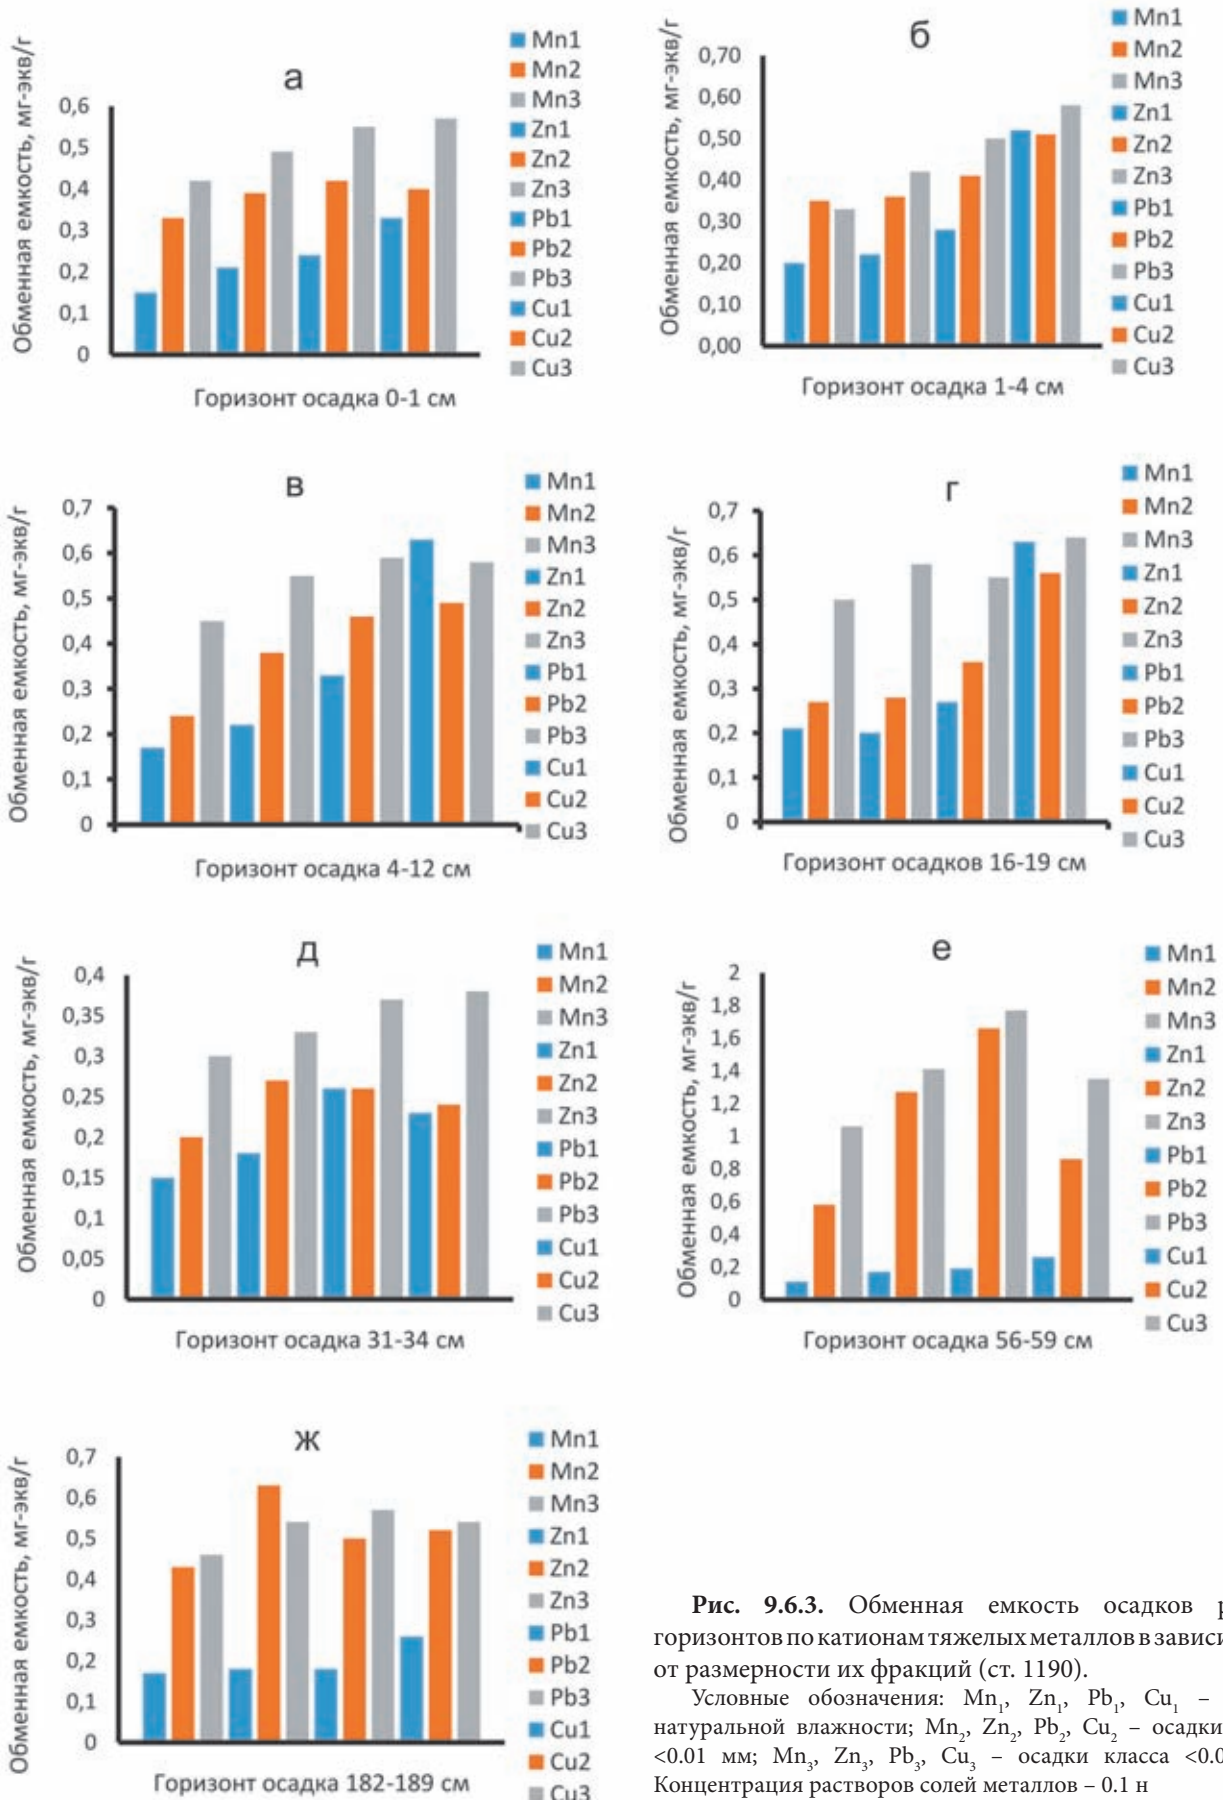 а
Обменная емкость, мг-экв/г
0,6
0,5
0,4
0,3
0,2
0,1
0
Горизонт осадка 0-1 см
Mn1
Mn2
Mn3
Zn1
Zn2
Zn3
Pb1
Pb2
Pb3
Cu1
Cu2
Cu3
б
Обменная емкость, мг-экв/г
0,70
0,60
0,50
0,40
0,30
0,20
0,10
0,00
Горизонт осадка 1-4 см
Mn1
Mn2
Mn3
Zn1
Zn2
Zn3
Pb1
Pb2
Pb3
Cu1
Cu2
Cu3
в
Обменная емкость, мг-экв/г
0,7
0,6
0,5
0,4
0,3
0,2
0,1
0
Горизонт осадка 4-12 см
Mn1
Mn2
Mn3
Zn1
Zn2
Zn3
Pb1
Pb2
Pb3
Cu1
Cu2
Cu3
г
Обменная емкость, мг-экв/г
0,7
0,6
0,5
0,4
0,3
0,2
0,1
0
Горизонт осадков 16-19 см
Mn1
Mn2
Mn3
Zn1
Zn2
Zn3
Pb1
Pb2
Pb3
Cu1
Cu2
Cu3
д
Обменная емкость, мг-экв/г
0,4
0,35
0,3
0,25
0,2
0,15
0,1
0,05
0
Горизонт осадка 31-34 см
Mn1
Mn2
Mn3
Zn1
Zn2
Zn3
Pb1
Pb2
Pb3
Cu1
Cu2
Cu3
е
Обменная емкость, мг-экв/г
2
1,8
1,6
1,4
1,2
1
0,8
0,6
0,4
0,2
0
Горизонт осадка 56-59 см
Mn1
Mn2
Mn3
Zn1
Zn2
Zn3
Pb1
Pb2
Pb3
Cu1
Cu2
Cu3
ж
Обменная емкость, мг-экв/г
0,7
0,6
0,5
0,4
0,3
0,2
0,1
0
Горизонт осадка 182-189 см
Mn1
Mn2
Mn3
Zn1
Zn2
Zn3
Pb1
Pb2
Pb3
Cu1
Cu2
Cu3
Рис. 9.6.3. Обменная емкость осадков
горизонтов по катионам тяжелых металлов в
от размерности их фракций (ст. 1190).
Условные обозначения: Mn₁, Zn₁, Pb₁, Cu₁ –
натуральной влажности; Mn₂, Zn₂, Pb₂, Cu₂ – осадки
<0.01 мм; Mn₃, Zn₃, Pb₃, Cu₃ – осадки класса <0.0
Концентрация растворов солей металлов – 0.1 н